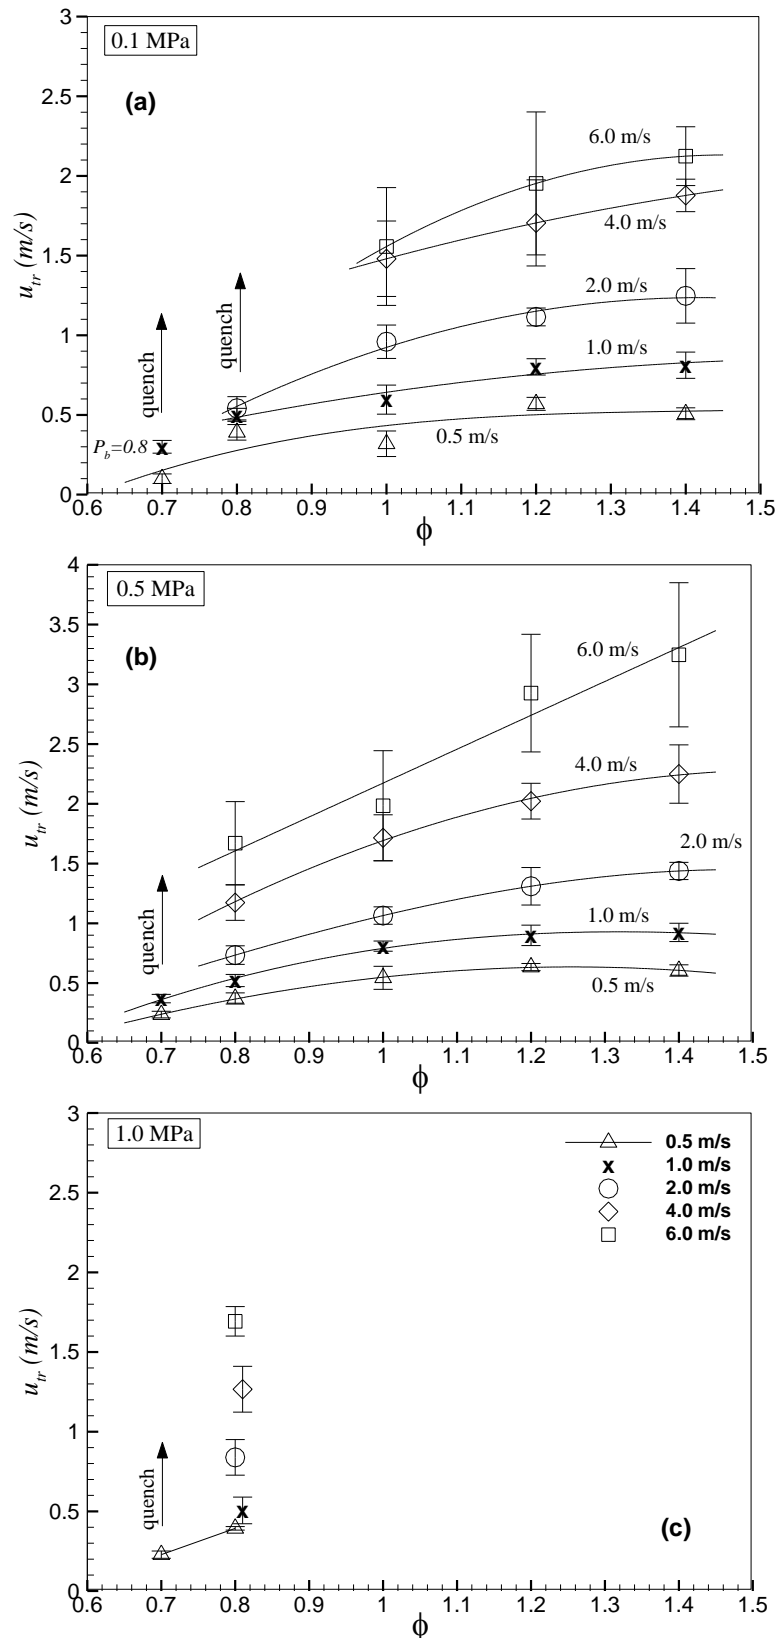 3
0.1 MPa
2.5
(a)
6.0 m/s
2
4.0 m/s
1.5
u_tr (m/s)
2.0 m/s
quench
quench
1
1.0 m/s
0.5
P_b=0.8
0.5 m/s
0
0.6 0.7 0.8 0.9 1 1.1 1.2 1.3 1.4 1.5
ϕ
4
0.5 MPa
3.5
(b)
6.0 m/s
3
2.5
4.0 m/s
2
u_tr (m/s)
2.0 m/s
1.5
quench
1
1.0 m/s
0.5
0.5 m/s
0
0.6 0.7 0.8 0.9 1 1.1 1.2 1.3 1.4 1.5
ϕ
3
1.0 MPa
0.5 m/s
x 1.0 m/s
2.0 m/s
4.0 m/s
6.0 m/s
2.5
2
1.5
u_tr (m/s)
1
quench
0.5
(c)
0
0.6 0.7 0.8 0.9 1 1.1 1.2 1.3 1.4 1.5
ϕ